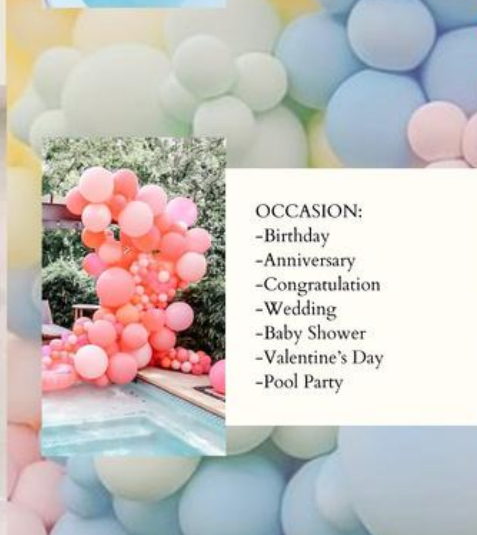 OCCASION:
-Birthday
-Anniversary
-Congratulation
-Wedding
-Baby Shower
-Valentine's Day
-Pool Party